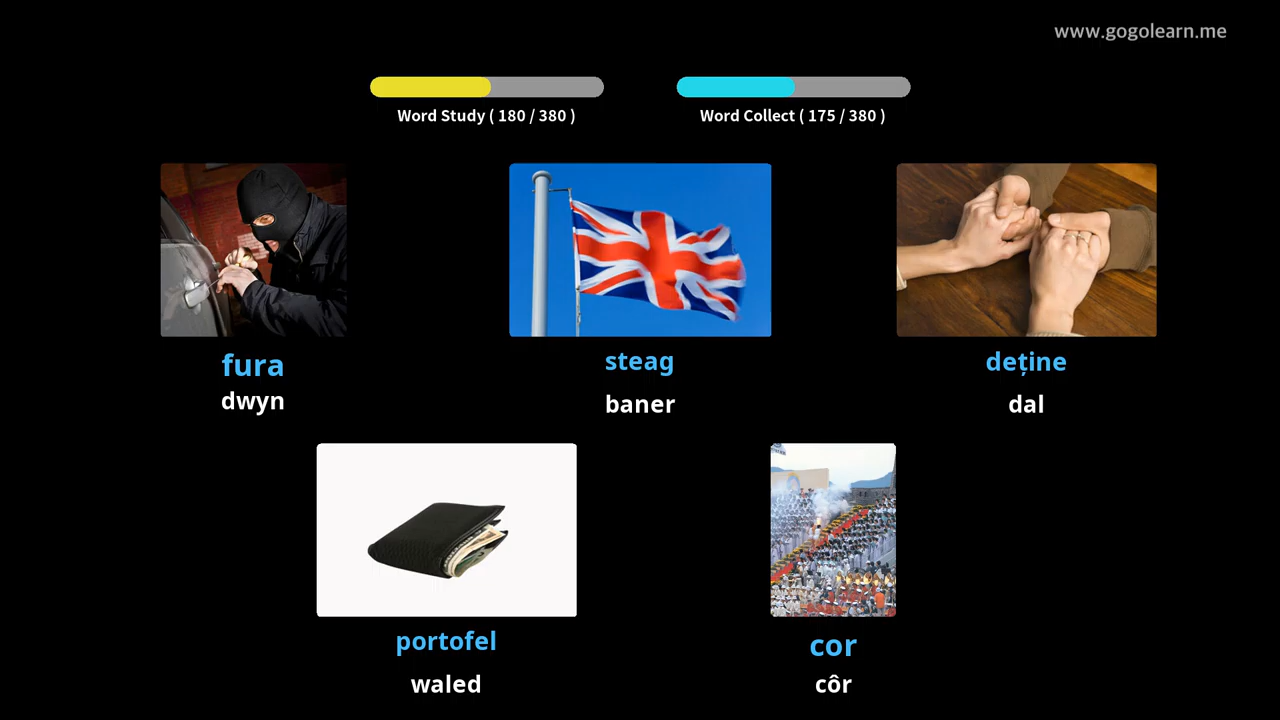 www.gogolearn.me
Word Study ( 180 / 380 )
Word Collect ( 175 / 380 )
fura
dwyn
steag
baner
deține
dal
portofel
waled
cor
côr